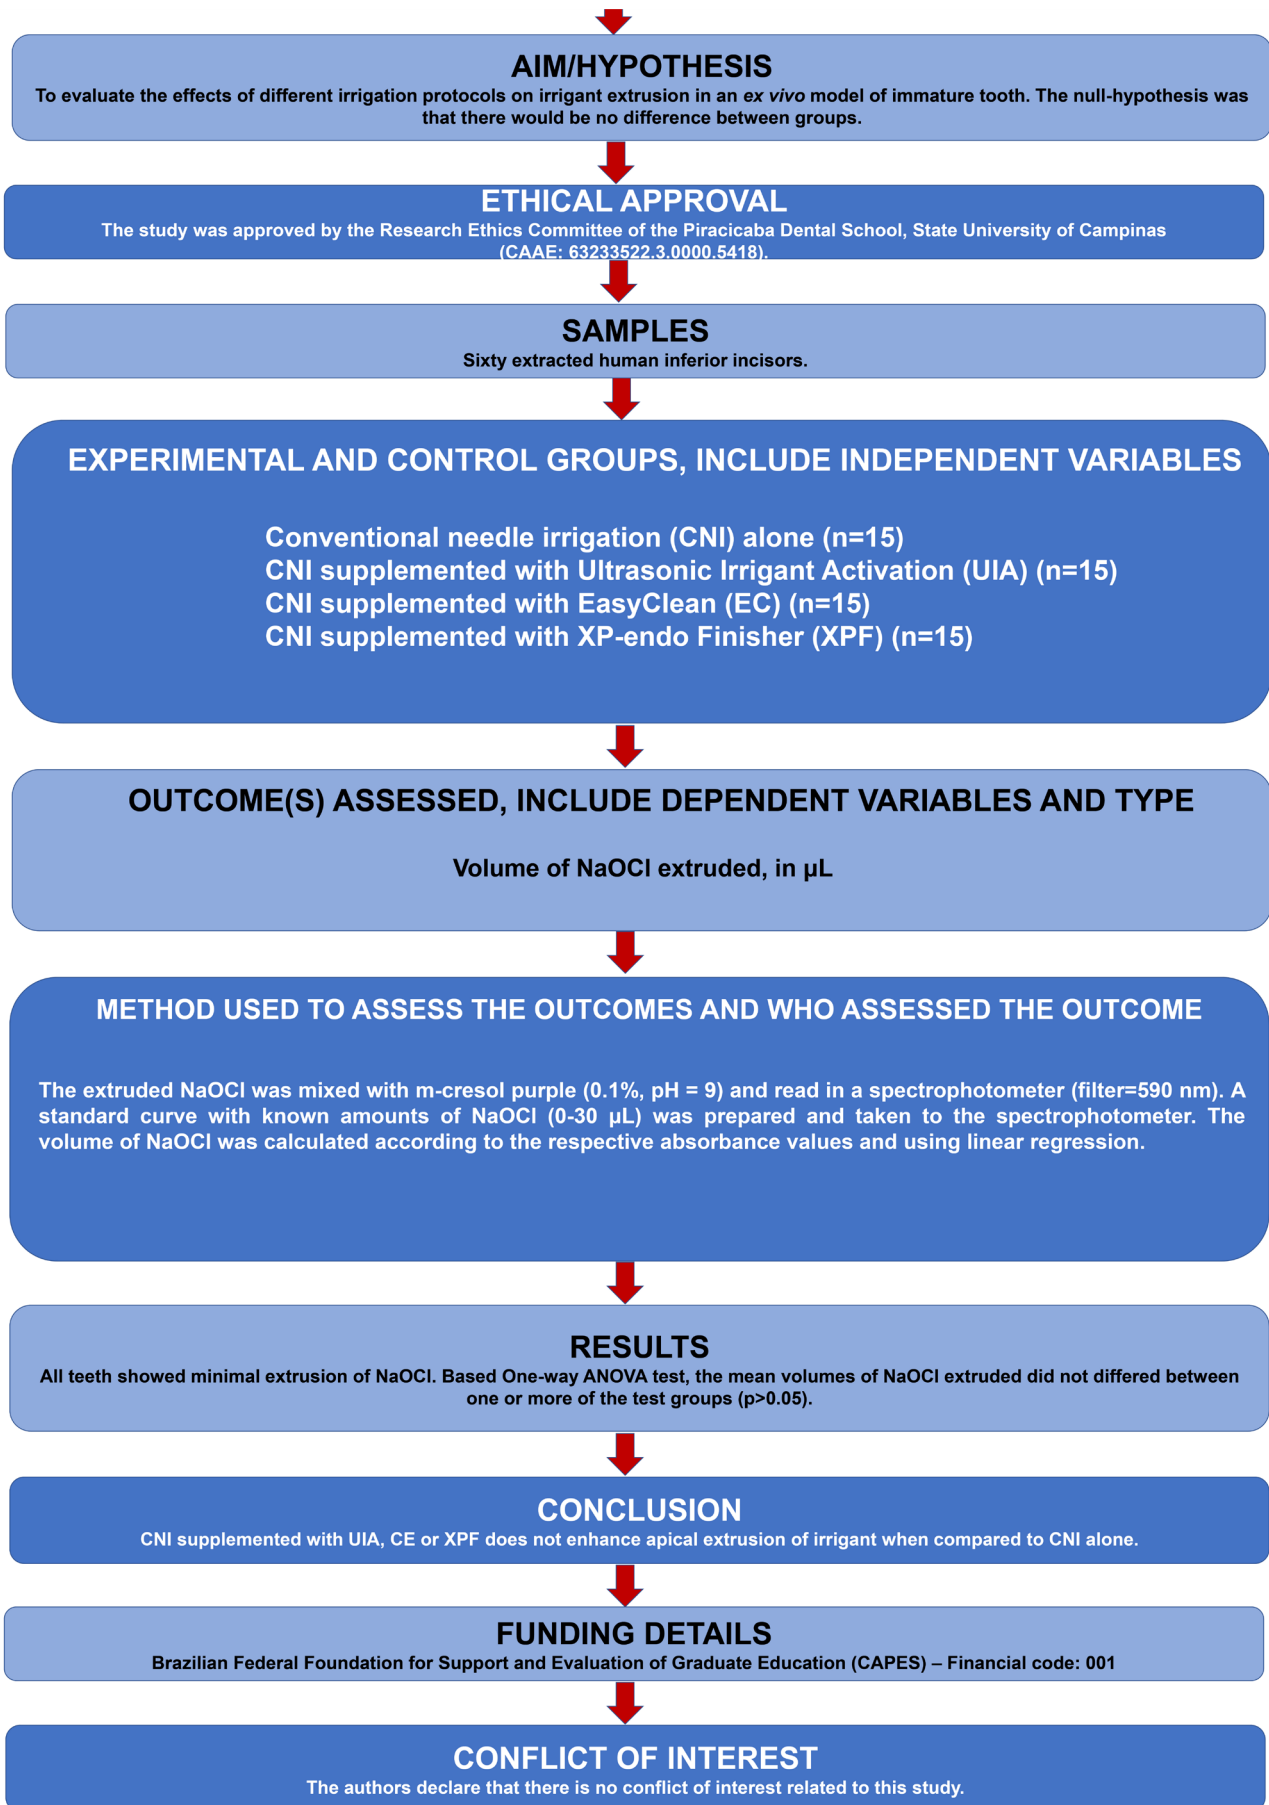 AIM/HYPOTHESIS
To evaluate the effects of different irrigation protocols on irrigant extrusion in an ex vivo model of immature tooth. The null-hypothesis was
that there would be no difference between groups.
ETHICAL APPROVAL
The study was approved by the Research Ethics Committee of the Piracicaba Dental School, State University of Campinas
(CAAE: 63233522.3.0000.5418).
SAMPLES
Sixty extracted human inferior incisors.
EXPERIMENTAL AND CONTROL GROUPS, INCLUDE INDEPENDENT VARIABLES
Conventional needle irrigation (CNI) alone (n=15)
CNI supplemented with Ultrasonic Irrigant Activation (UIA) (n=15)
CNI supplemented with EasyClean (EC) (n=15)
CNI supplemented with XP-endo Finisher (XPF) (n=15)
OUTCOME(S) ASSESSED, INCLUDE DEPENDENT VARIABLES AND TYPE
Volume of NaOCl extruded, in µL
METHOD USED TO ASSESS THE OUTCOMES AND WHO ASSESSED THE OUTCOME
The extruded NaOCl was mixed with m-cresol purple (0.1%, pH = 9) and read in a spectrophotometer (filter=590 nm). A
standard curve with known amounts of NaOCl (0-30 µL) was prepared and taken to the spectrophotometer. The
volume of NaOCl was calculated according to the respective absorbance values and using linear regression.
RESULTS
All teeth showed minimal extrusion of NaOCl. Based One-way ANOVA test, the mean volumes of NaOCl extruded did not differed between
one or more of the test groups (p>0.05).
CONCLUSION
CNI supplemented with UIA, CE or XPF does not enhance apical extrusion of irrigant when compared to CNI alone.
FUNDING DETAILS
Brazilian Federal Foundation for Support and Evaluation of Graduate Education (CAPES) – Financial code: 001
CONFLICT OF INTEREST
The authors declare that there is no conflict of interest related to this study.